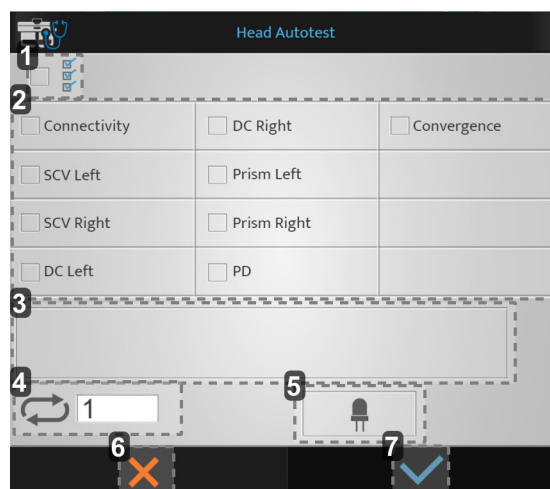 Head Autotest
1
2
Connectivity DC Right Convergence
SCV Left Prism Left
SCV Right Prism Right
DC Left PD
3
4
1
5
6
7